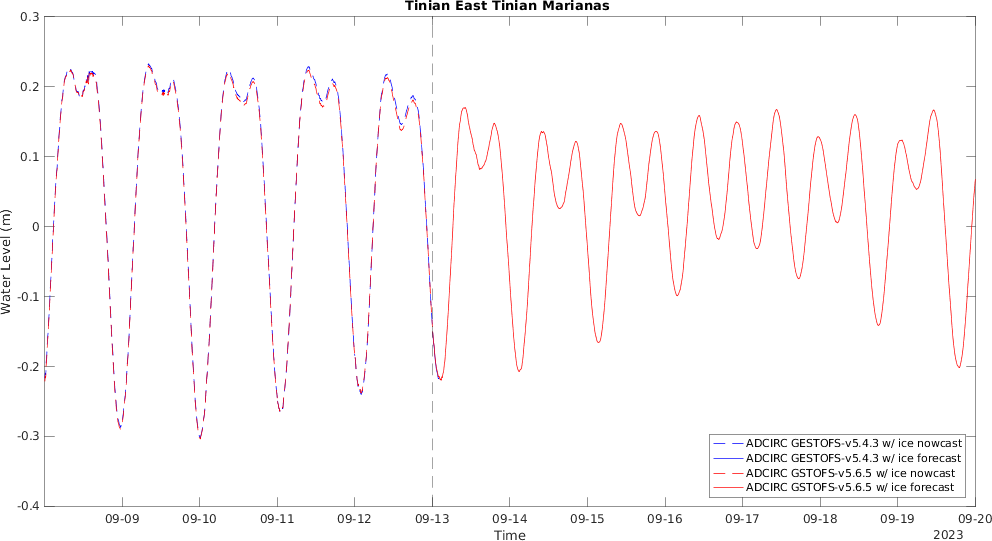 Tinian East Tinian Marianas
0.3
0.2
0.1
0
-0.1
-0.2
-0.3
-0.4
Water Level (m)
ADCIRC GESTOFS-v5.4.3 w/ ice nowcast
ADCIRC GESTOFS-v5.4.3 w/ ice forecast
ADCIRC GSTOFS-v5.6.5 w/ ice nowcast
ADCIRC GSTOFS-v5.6.5 w/ ice forecast
09-09 09-10 09-11 09-12 09-13 09-14 09-15 09-16 09-17 09-18 09-19 09-20
Time
2023